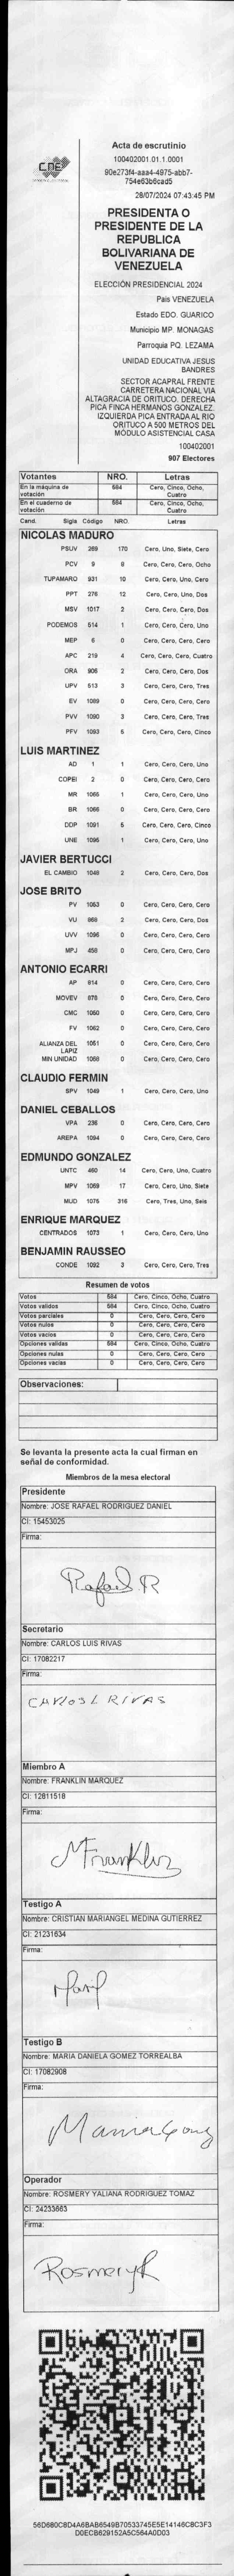 CNE
Acta de escrutinio
100402001.01.1.0001
90e273f4-aaa4-4975-abb7-
754e63b6cad5
28/07/2024 07:43:45 PM
PRESIDENTA O
PRESIDENTE DE LA
REPUBLICA
BOLIVARIANA DE
VENEZUELA
ELECCIÓN PRESIDENCIAL 2024
Pais VENEZUELA
Estado EDO. GUARICO
Municipio MP. MONAGAS
Parroquia PQ. LEZAMA
UNIDAD EDUCATIVA JESUS
BANDRES
SECTOR ACAPRAL FRENTE
CARRETERA NACIONAL VIA
ALTAGRACIA DE ORITUCO. DERECHA
PICA FINCA HERMANOS GONZALEZ.
IZQUIERDA PICA ENTRADA AL RIO
ORITUCO A 500 METROS DEL
MÓDULO ASISTENCIAL CASA
100402001
907 Electores
Votantes NRO. Letras
En la máquina de votación 584 Cero, Cinco, Ocho, Cuatro
En el cuaderno de votación 584 Cero, Cinco, Ocho, Cuatro
Cand. Sigla Código NRO. Letras
NICOLAS MADURO
PSUV 269 170 Cero, Uno, Siete, Cero
PCV 9 8 Cero, Cero, Cero, Ocho
TUPAMARO 931 10 Cero, Cero, Uno, Cero
PPT 276 12 Cero, Cero, Uno, Dos
MSV 1017 2 Cero, Cero, Cero, Dos
PODEMOS 514 1 Cero, Cero, Cero, Uno
MEP 6 0 Cero, Cero, Cero, Cero
APC 219 4 Cero, Cero, Cero, Cuatro
ORA 906 2 Cero, Cero, Cero, Dos
UPV 513 3 Cero, Cero, Cero, Tres
EV 1089 0 Cero, Cero, Cero, Cero
PVV 1090 3 Cero, Cero, Cero, Tres
PFV 1093 5 Cero, Cero, Cero, Cinco
LUIS MARTINEZ
AD 1 1 Cero, Cero, Cero, Uno
COPEI 2 0 Cero, Cero, Cero, Cero
MR 1065 1 Cero, Cero, Cero, Uno
BR 1066 0 Cero, Cero, Cero, Cero
DDP 1091 5 Cero, Cero, Cero, Cinco
UNE 1095 1 Cero, Cero, Cero, Uno
JAVIER BERTUCCI
EL CAMBIO 1048 2 Cero, Cero, Cero, Dos
JOSE BRITO
PV 1053 0 Cero, Cero, Cero, Cero
VU 868 2 Cero, Cero, Cero, Dos
UVV 1096 0 Cero, Cero, Cero, Cero
MPJ 458 0 Cero, Cero, Cero, Cero
ANTONIO ECARRI
AP 814 0 Cero, Cero, Cero, Cero
MOVEV 878 0 Cero, Cero, Cero, Cero
CMC 1050 0 Cero, Cero, Cero, Cero
FV 1062 0 Cero, Cero, Cero, Cero
ALIANZA DEL LAPIZ 1051 0 Cero, Cero, Cero, Cero
MIN UNIDAD 1088 0 Cero, Cero, Cero, Cero
CLAUDIO FERMIN
SPV 1049 1 Cero, Cero, Cero, Uno
DANIEL CEBALLOS
VPA 236 0 Cero, Cero, Cero, Cero
AREPA 1094 0 Cero, Cero, Cero, Cero
EDMUNDO GONZALEZ
UNTC 460 14 Cero, Cero, Uno, Cuatro
MPV 1069 17 Cero, Cero, Uno, Siete
MUD 1075 316 Cero, Tres, Uno, Seis
ENRIQUE MARQUEZ
CENTRADOS 1073 1 Cero, Cero, Cero, Uno
BENJAMIN RAUSSEO
CONDE 1092 3 Cero, Cero, Cero, Tres
Resumen de votos
Votos 584 Cero, Cinco, Ocho, Cuatro
Votos validos 584 Cero, Cinco, Ocho, Cuatro
Votos parciales 0 Cero, Cero, Cero, Cero
Votos nulos 0 Cero, Cero, Cero, Cero
Votos vacios 0 Cero, Cero, Cero, Cero
Opciones validas 584 Cero, Cinco, Ocho, Cuatro
Opciones nulas 0 Cero, Cero, Cero, Cero
Opciones vacias 0 Cero, Cero, Cero, Cero
Observaciones:
Se levanta la presente acta la cual firman en
señal de conformidad.
Miembros de la mesa electoral
Presidente
Nombre: JOSE RAFAEL RODRIGUEZ DANIEL
CI: 15453025
Firma:
Rafael R
Secretario
Nombre: CARLOS LUIS RIVAS
CI: 17082217
Firma:
CARLOS L RIVAS
Miembro A
Nombre: FRANKLIN MARQUEZ
CI: 12811518
Firma:
MFranklin
Testigo A
Nombre: CRISTIAN MARIANGEL MEDINA GUTIERREZ
CI: 21231634
Firma:
Testigo B
Nombre: MARIA DANIELA GOMEZ TORREALBA
CI: 17082908
Firma:
Operador
Nombre: ROSMERY YALIANA RODRIGUEZ TOMAZ
CI: 24233663
Firma:
RosmeryR
56D680C8D4A6BAB6549B70533745E5E14146C8C3F3
D0ECB629152A5C564A0D03